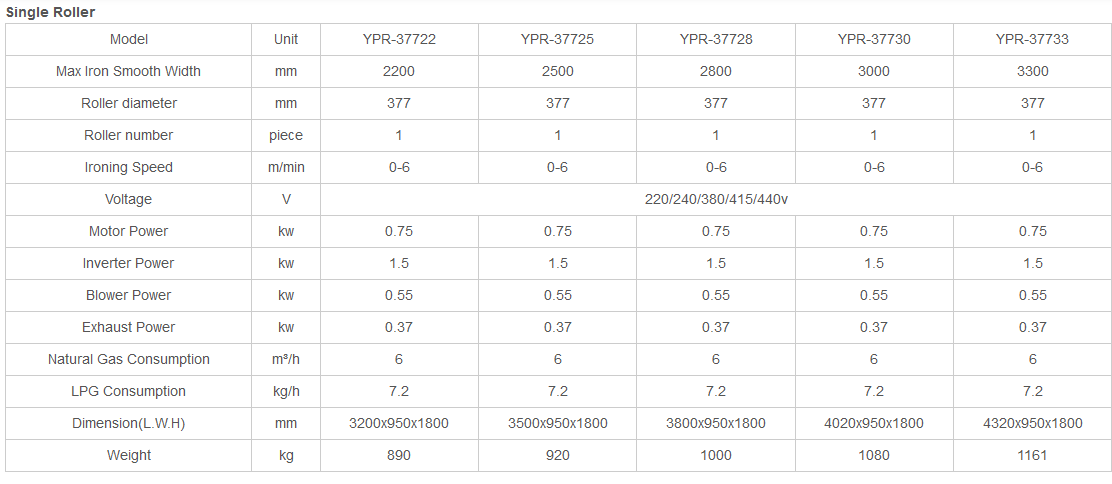 Single Roller
Model Unit YPR-37722 YPR-37725 YPR-37728 YPR-37730 YPR-37733
Max Iron Smooth Width mm 2200 2500 2800 3000 3300
Roller diameter mm 377 377 377 377 377
Roller number piece 1 1 1 1 1
Ironing Speed m/min 0-6 0-6 0-6 0-6 0-6
Voltage V 220/240/380/415/440v
Motor Power kw 0.75 0.75 0.75 0.75 0.75
Inverter Power kw 1.5 1.5 1.5 1.5 1.5
Blower Power kw 0.55 0.55 0.55 0.55 0.55
Exhaust Power kw 0.37 0.37 0.37 0.37 0.37
Natural Gas Consumption m³/h 6 6 6 6 6
LPG Consumption kg/h 7.2 7.2 7.2 7.2 7.2
Dimension(L.W.H) mm 3200x950x1800 3500x950x1800 3800x950x1800 4020x950x1800 4320x950x1800
Weight kg 890 920 1000 1080 1161